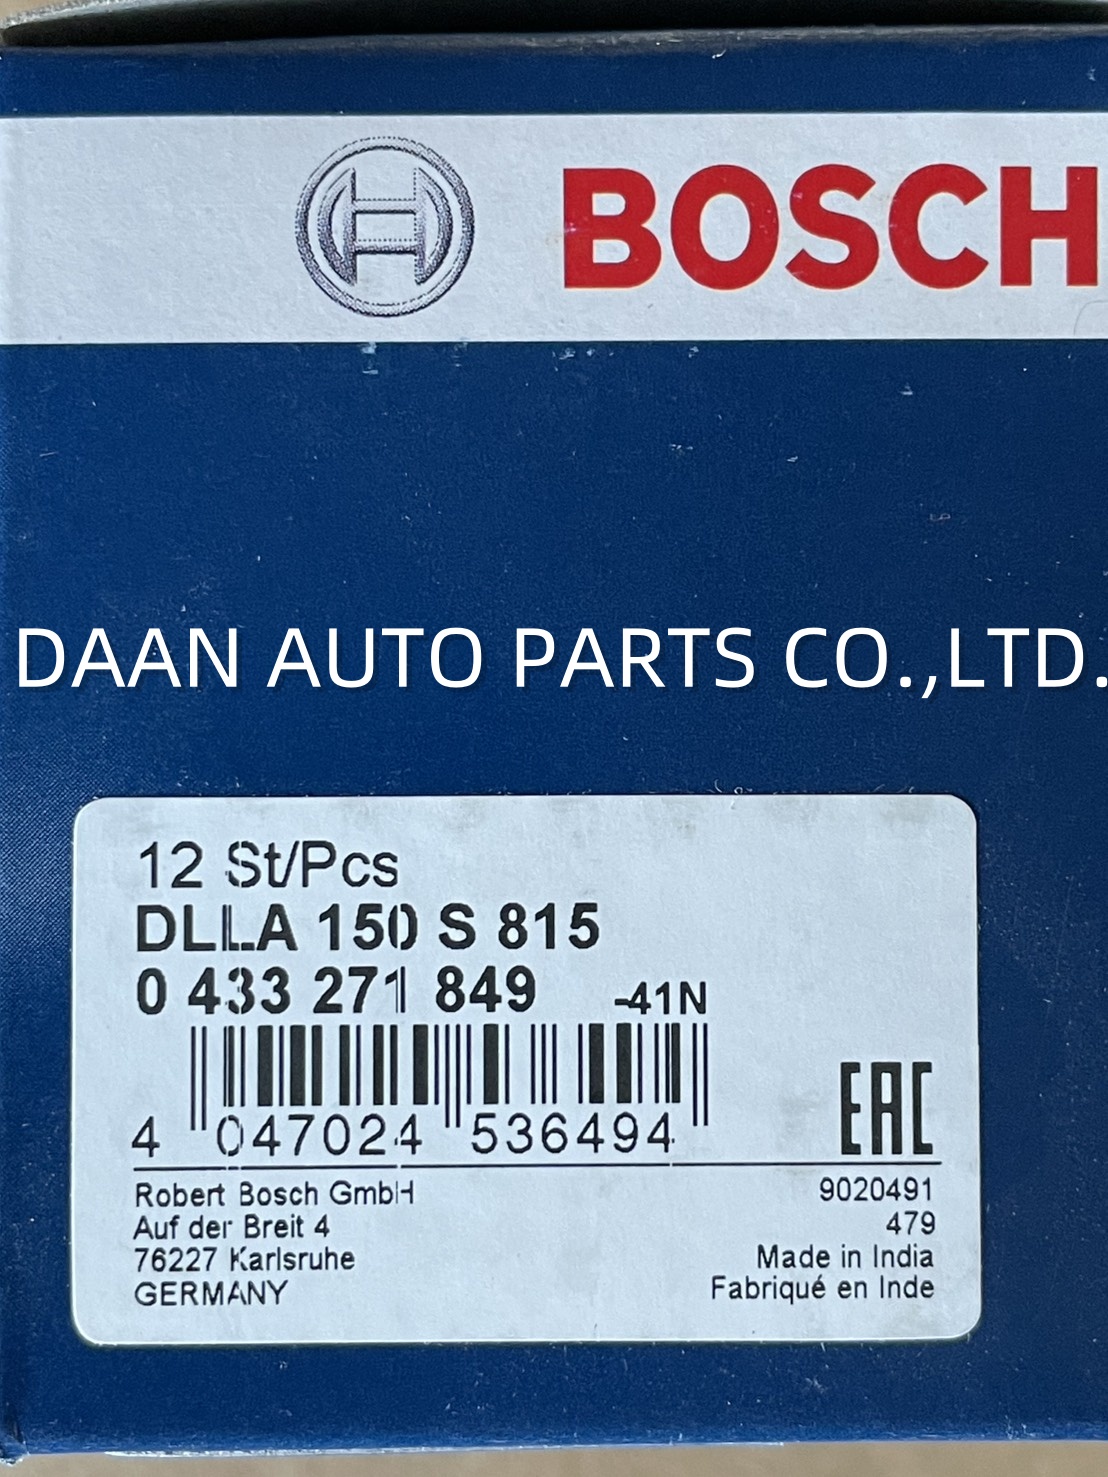 BOSCH
DAAN AUTO PARTS CO.,LTD.
12 St/Pcs
DLLA 150 S 815
0 433 271 849 -41N
4 047024 536494
EAC
Robert Bosch GmbH
Auf der Breit 4
76227 Karlsruhe
GERMANY
9020491
479
Made in India
Fabriqué en Inde